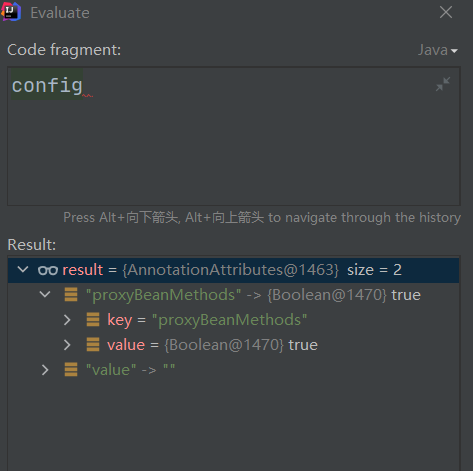 IJ Evaluate
Code fragment: Java
config
Press Alt+向下箭头, Alt+向上箭头 to navigate through the history
Result:
result = {AnnotationAttributes@1463} size = 2
"proxyBeanMethods" -> {Boolean@1470} true
key = "proxyBeanMethods"
value = {Boolean@1470} true
"value" -> ""